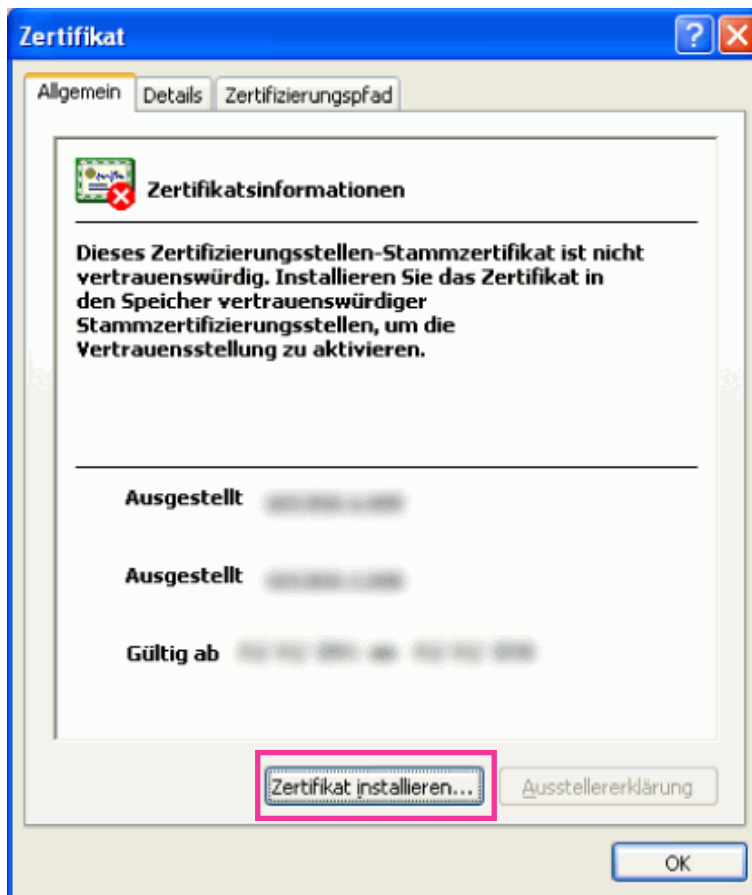 Zertifikat
Allgemein Details Zertifizierungspfad
Zertifikatsinformationen
Dieses Zertifizierungsstellen-Stammzertifikat ist nicht
vertrauenswürdig. Installieren Sie das Zertifikat in
den Speicher vertrauenswürdiger
Stammzertifizierungsstellen, um die
Vertrauensstellung zu aktivieren.
Ausgestellt
Ausgestellt
Gültig ab
Zertifikat installieren... Ausstellererklärung
OK